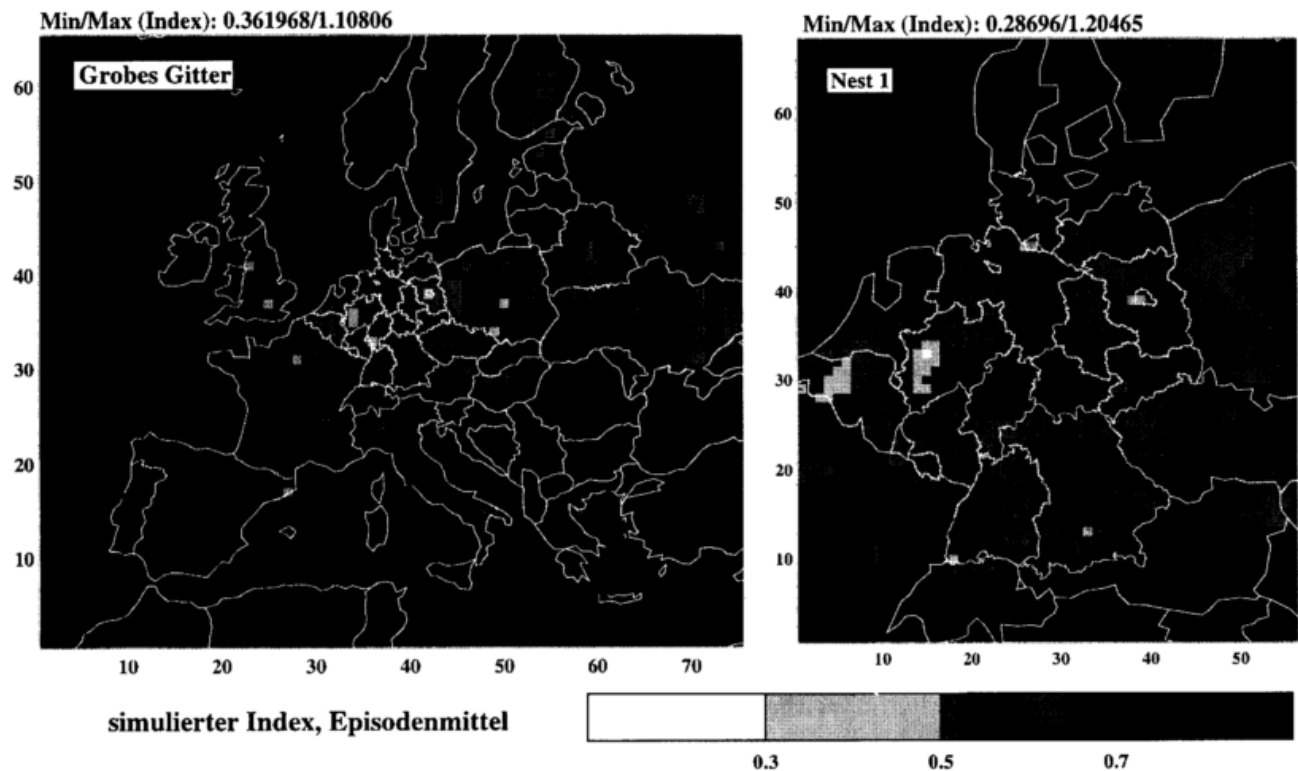 Min/Max (Index): 0.361968/1.10806
Min/Max (Index): 0.28696/1.20465
Grobes Gitter
Nest 1
60
50
40
30
20
10
10 20 30 40 50 60 70
60
50
40
30
20
10
10 20 30 40 50
simulierter Index, Episodenmittel
0.3 0.5 0.7